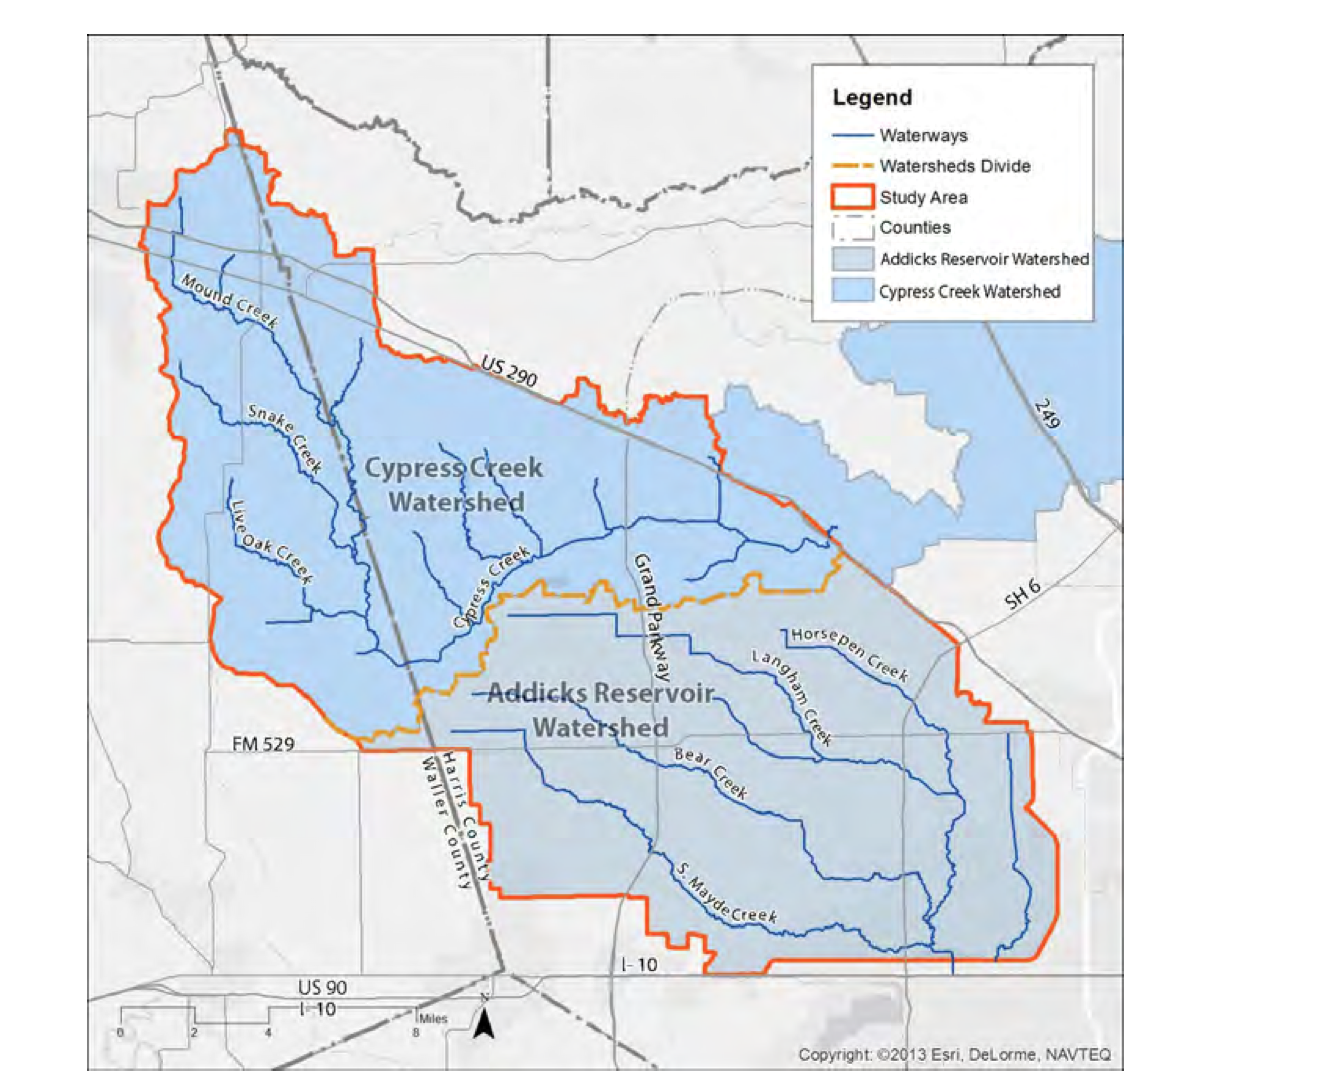 Legend
Waterways
Watersheds Divide
Study Area
Counties
Addicks Reservoir Watershed
Cypress Creek Watershed
Mound Creek
US 290
249
Snake Creek
Cypress Creek
Watershed
Live Oak Creek
Cypress Creek
Grand Parkway
SH 6
Horsepen Creek
Langham Creek
Addicks Reservoir
Watershed
FM 529
Bear Creek
Harris County
Waller County
S. Mayde Creek
I- 10
US 90
I-10
N
Miles
0 2 4 8
Copyright: ©2013 Esri, DeLorme, NAVTEQ